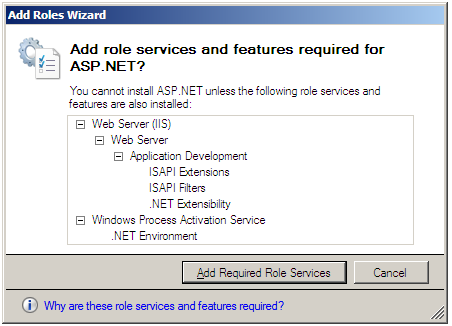 Add Roles Wizard
Add role services and features required for
ASP.NET?
You cannot install ASP.NET unless the following role services and
features are also installed:
Web Server (IIS)
Web Server
Application Development
ISAPI Extensions
ISAPI Filters
.NET Extensibility
Windows Process Activation Service
.NET Environment
Add Required Role Services
Cancel
Why are these role services and features required?